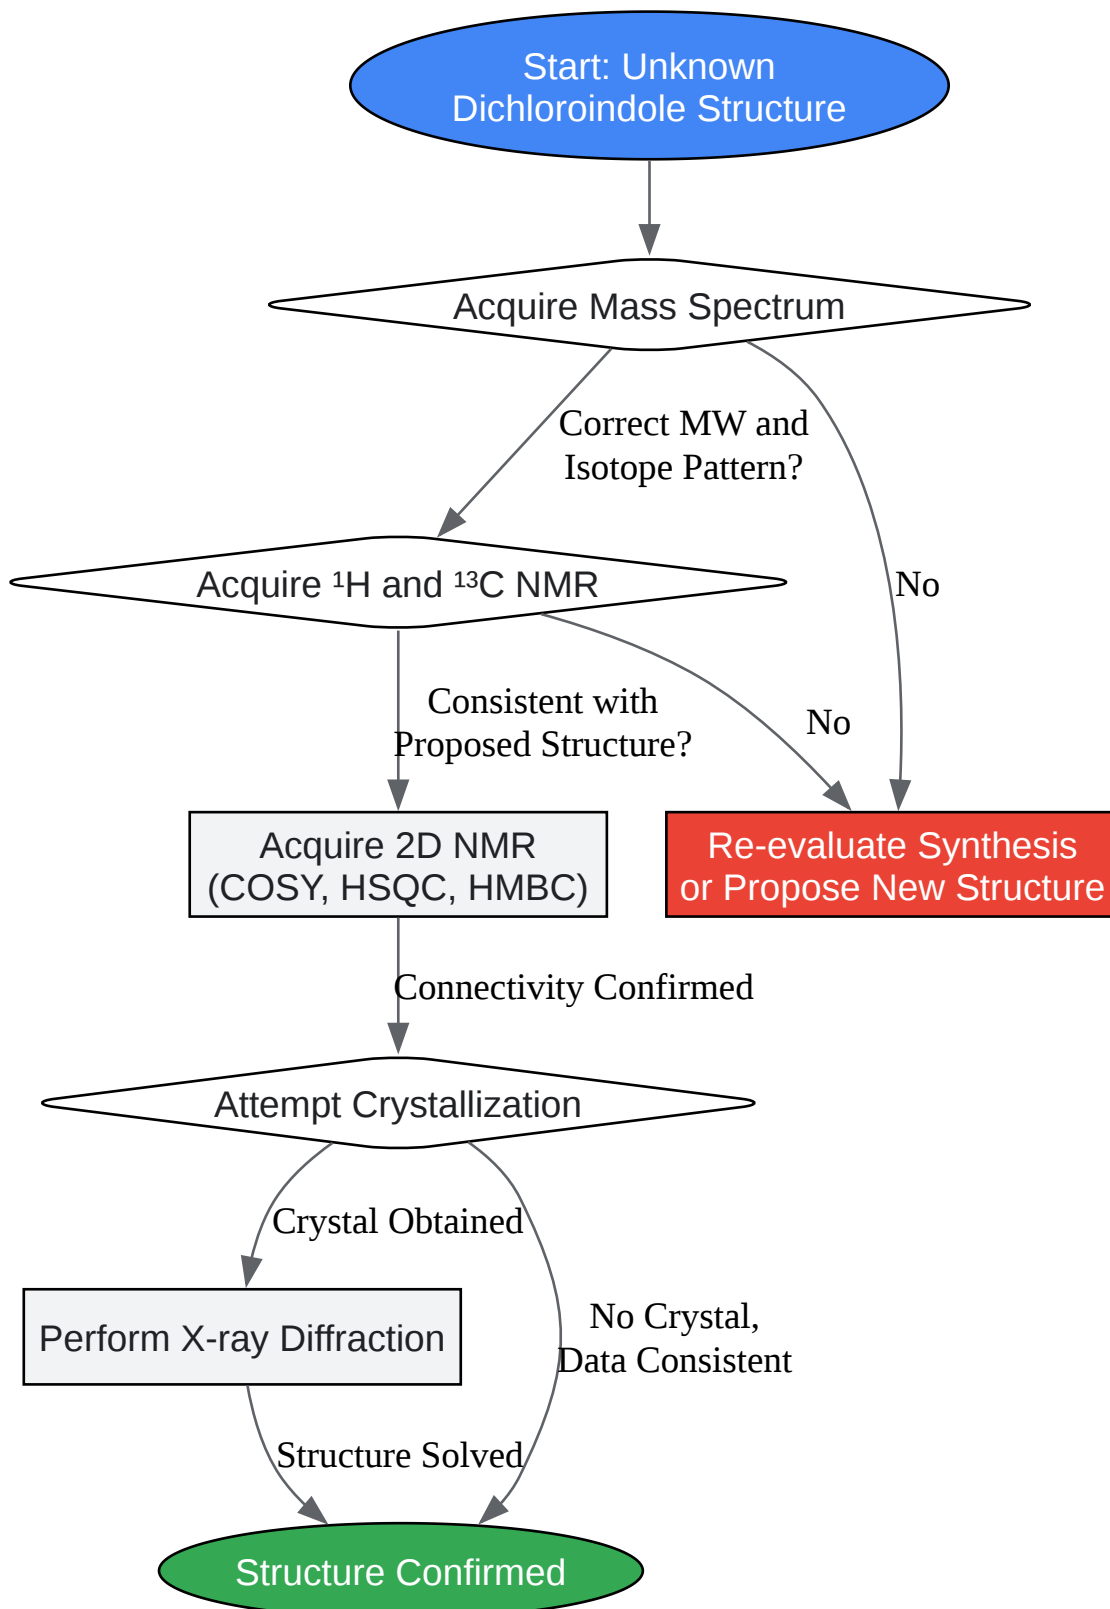 Start: Unknown
Dichloroindole Structure
Acquire Mass Spectrum
Correct MW and
Isotope Pattern?
No
Acquire ¹H and ¹³C NMR
Consistent with
Proposed Structure?
No
Acquire 2D NMR
(COSY, HSQC, HMBC)
Re-evaluate Synthesis
or Propose New Structure
Connectivity Confirmed
Attempt Crystallization
Crystal Obtained
No Crystal,
Data Consistent
Perform X-ray Diffraction
Structure Solved
Structure Confirmed